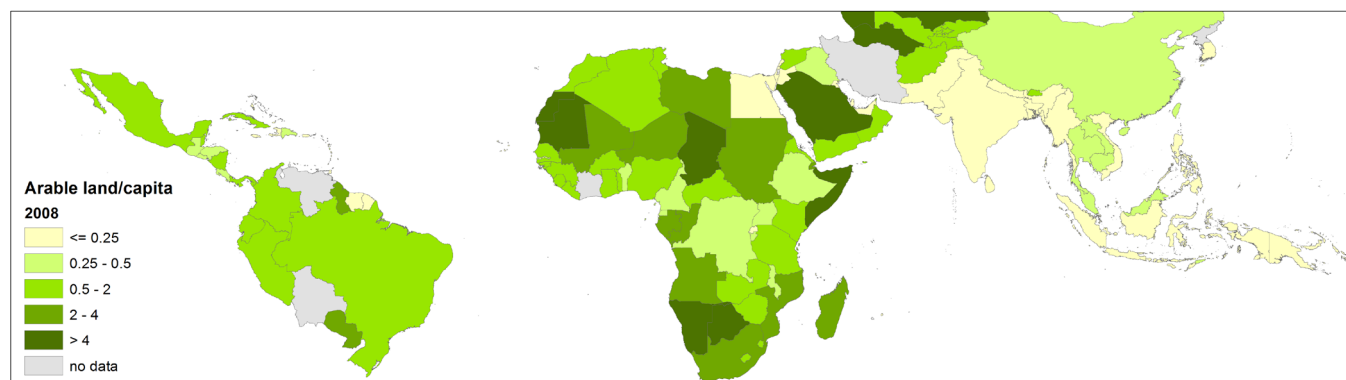 Arable land/capita
2008
<= 0.25
0.25 - 0.5
0.5 - 2
2 - 4
> 4
no data